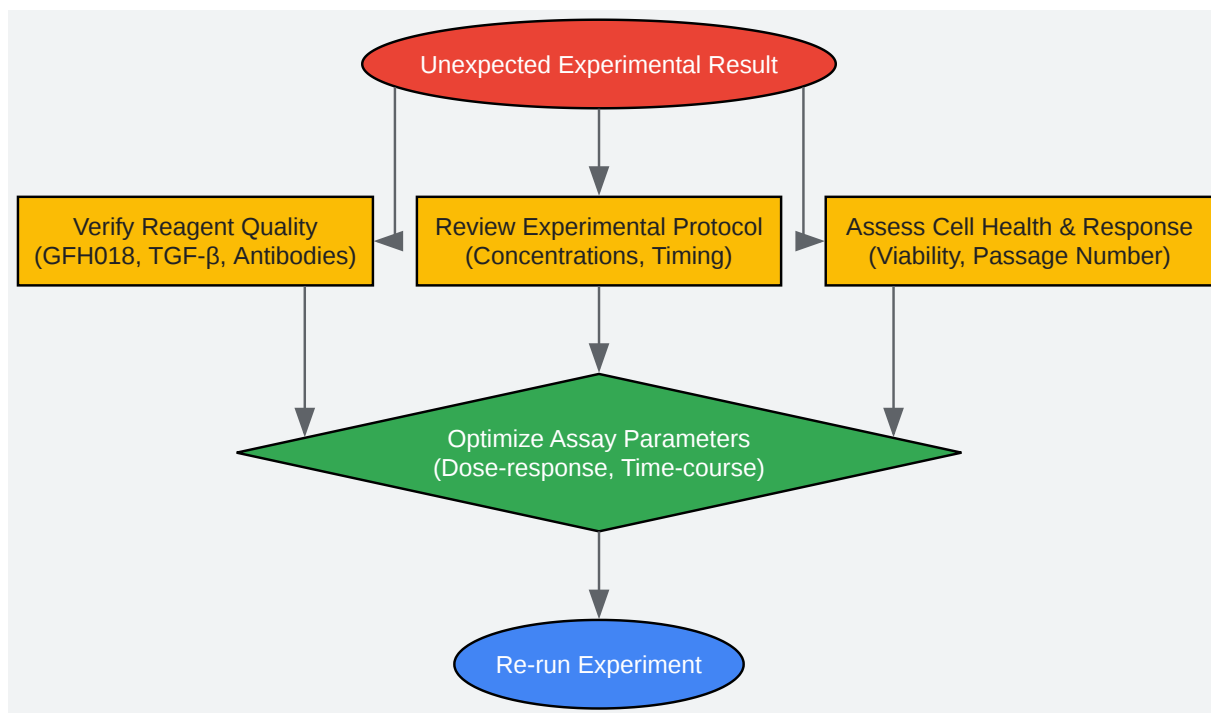 Unexpected Experimental Result
Verify Reagent Quality
(GFH018, TGF-β, Antibodies)
Review Experimental Protocol
(Concentrations, Timing)
Assess Cell Health & Response
(Viability, Passage Number)
Optimize Assay Parameters
(Dose-response, Time-course)
Re-run Experiment